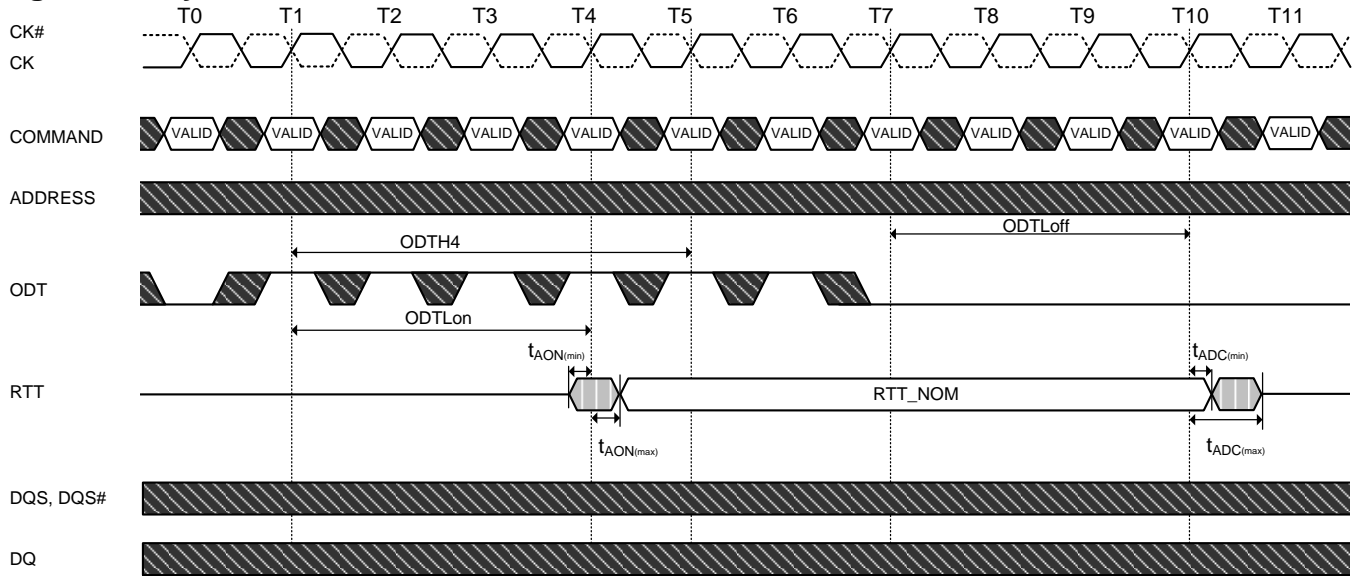 T0 T1 T2 T3 T4 T5 T6 T7 T8 T9 T10 T11
CK#
CK
COMMAND VALID VALID VALID VALID VALID VALID VALID VALID VALID VALID VALID VALID
ADDRESS
ODTLoff
ODTH4
ODT
ODTLon
tAON(min) tADC(min)
RTT RTT_NOM
tAON(max) tADC(max)
DQS, DQS#
DQ